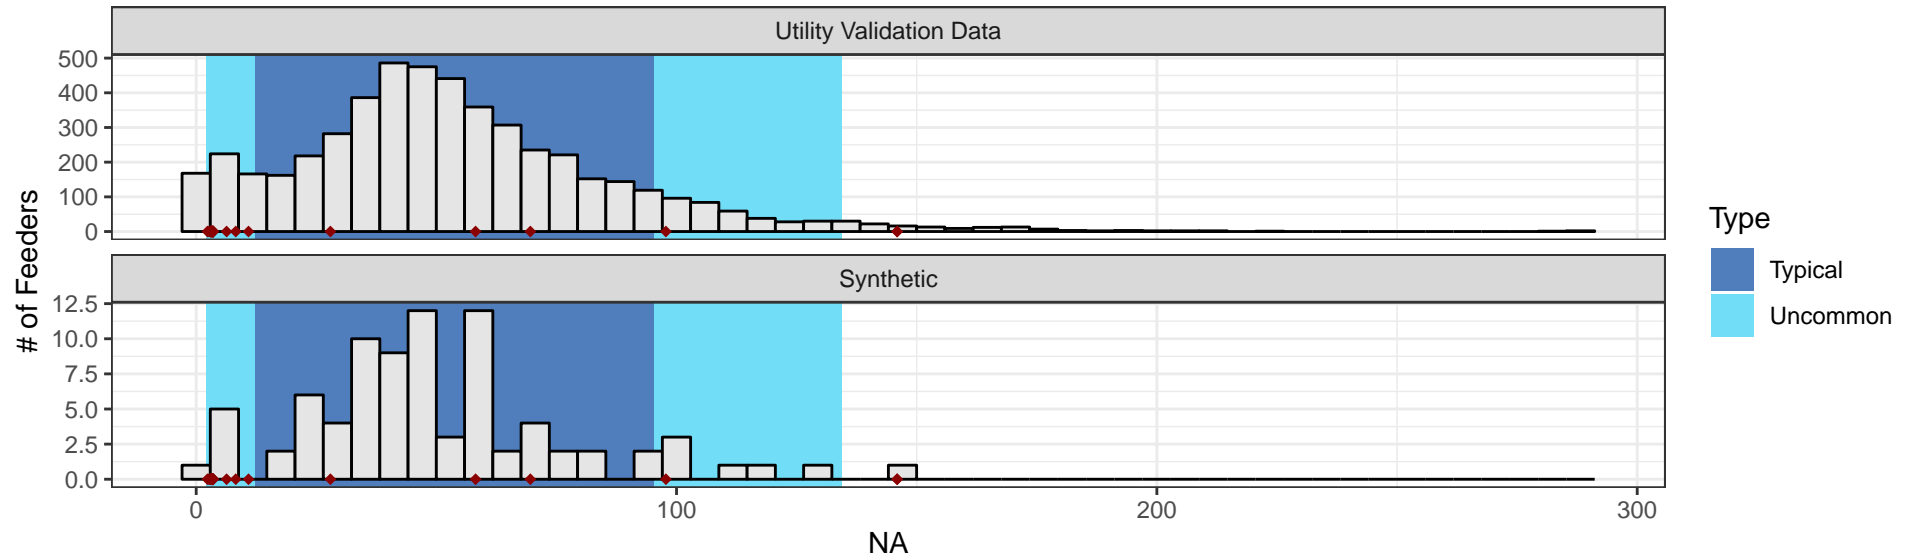 Utility Validation Data
500
400
300
200
100
0
Synthetic
12.5
10.0
7.5
5.0
2.5
0.0
0 100 200 300
NA
# of Feeders
Type
Typical
Uncommon